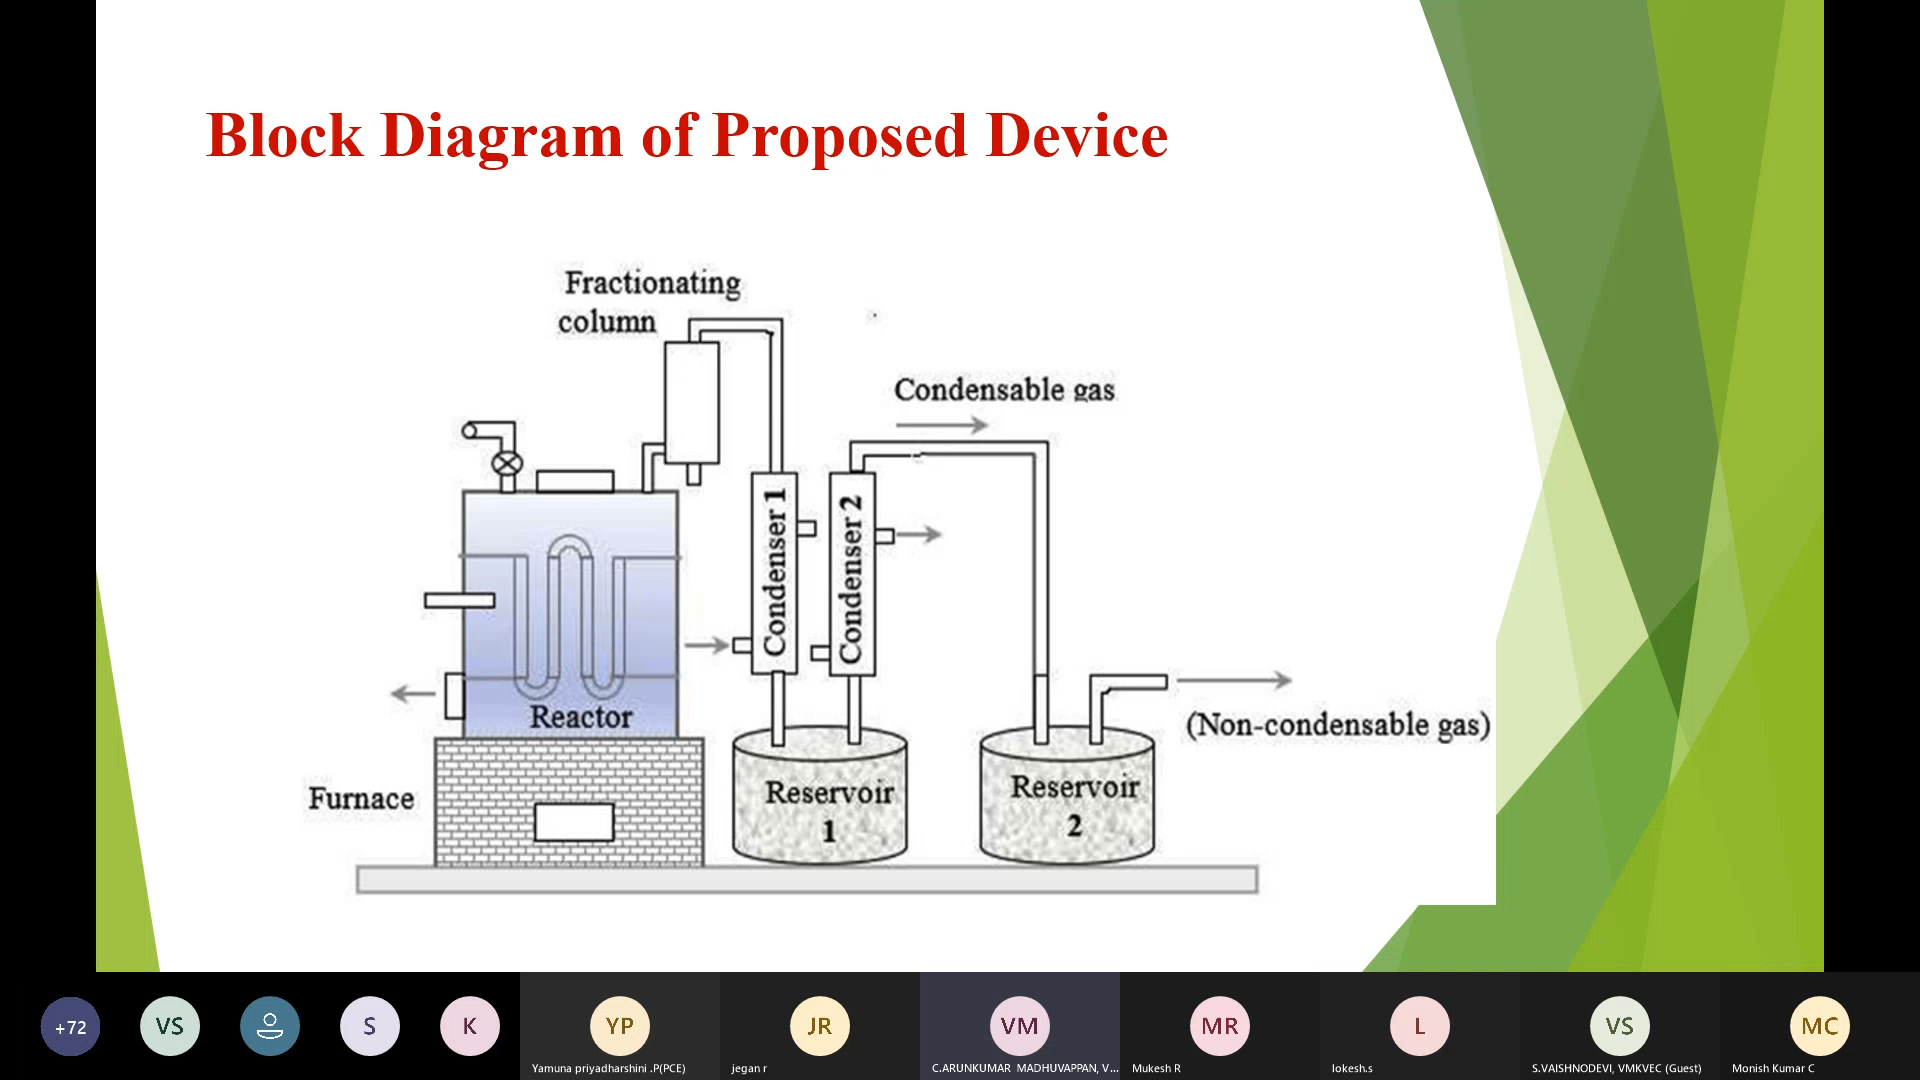 Block Diagram of Proposed Device
Fractionating
column
Condensable gas
Condenser 1
Condenser 2
Reactor
(Non-condensable gas)
Furnace
Reservoir
1
Reservoir
2
+72
VS
S
K
YP
JR
VM
MR
L
VS
MC
Yamuna priyadharshini .P(PCE)
jegan r
C.ARUNKUMAR MADHUVAPPAN, V...
Mukesh R
lokesh.s
S.VAISHNODEVI, VMKVEC (Guest)
Monish Kumar C